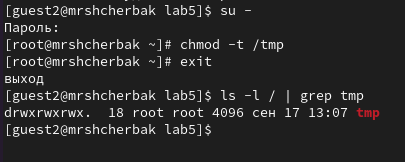 [guest2@mrshcherbak lab5]$ su -
Пароль:
[root@mrshcherbak ~]# chmod -t /tmp
[root@mrshcherbak ~]# exit
выход
[guest2@mrshcherbak lab5]$ ls -l / | grep tmp
drwxrwxrwx.  18 root root 4096 сен 17 13:07 tmp
[guest2@mrshcherbak lab5]$